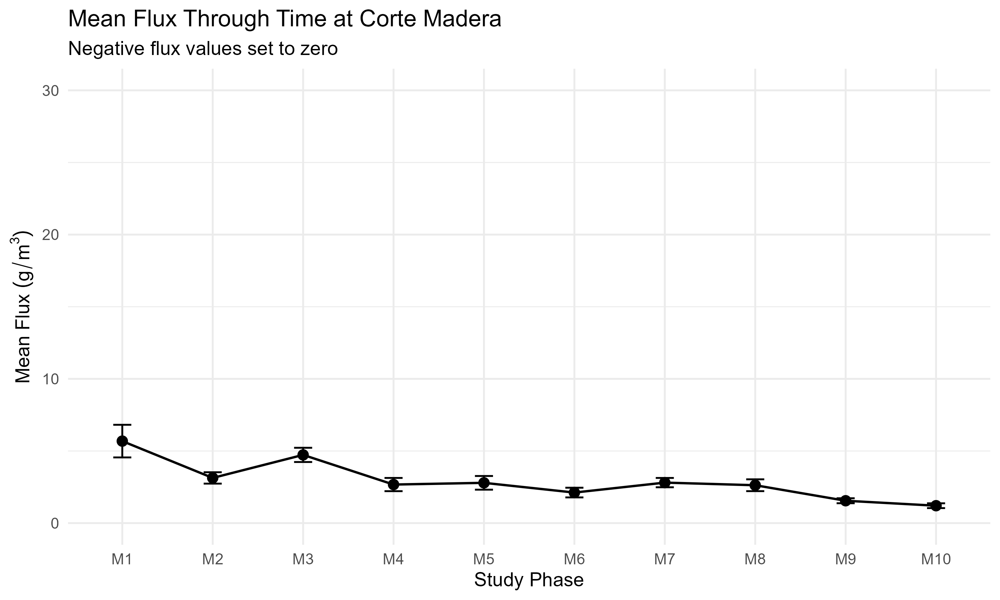 Mean Flux Through Time at Corte Madera
Negative flux values set to zero
Mean Flux (g/m³)
30
20
10
0
M1 M2 M3 M4 M5 M6 M7 M8 M9 M10
Study Phase